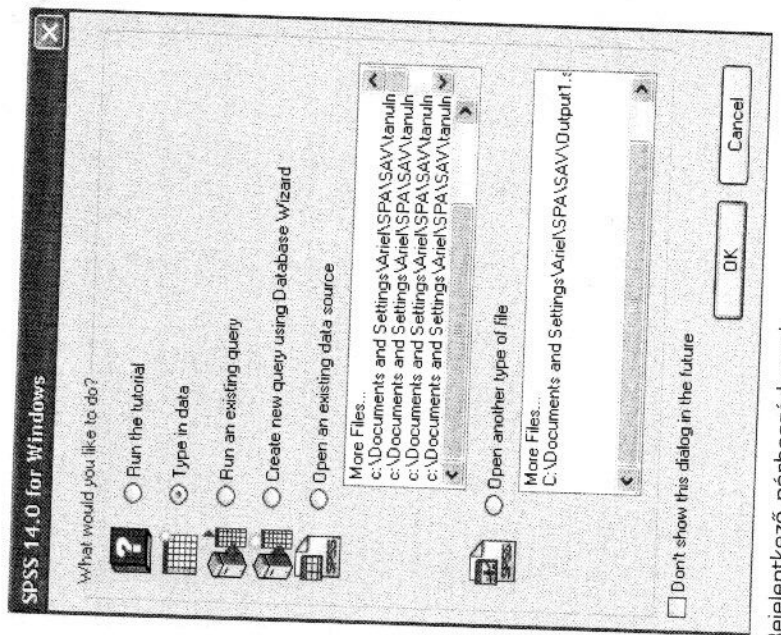 SPSS 14.0 for Windows
What would you like to do?
Run the tutorial
Type in data
Run an existing query
Create new query using Database Wizard
Open an existing data source
More Files...
c:\Documents and Settings\Ariel\SPA\SAV\tanuln
c:\Documents and Settings\Ariel\SPA\SAV\tanuln
c:\Documents and Settings\Ariel\SPA\SAV\tanuln
c:\Documents and Settings\Ariel\SPA\SAV\tanuln
SPSS
Open another type of file
More Files...
C:\Documents and Settings\Ariel\SPA\SAV\Output1.s
SPSS
Don't show this dialog in the future
OK
Cancel